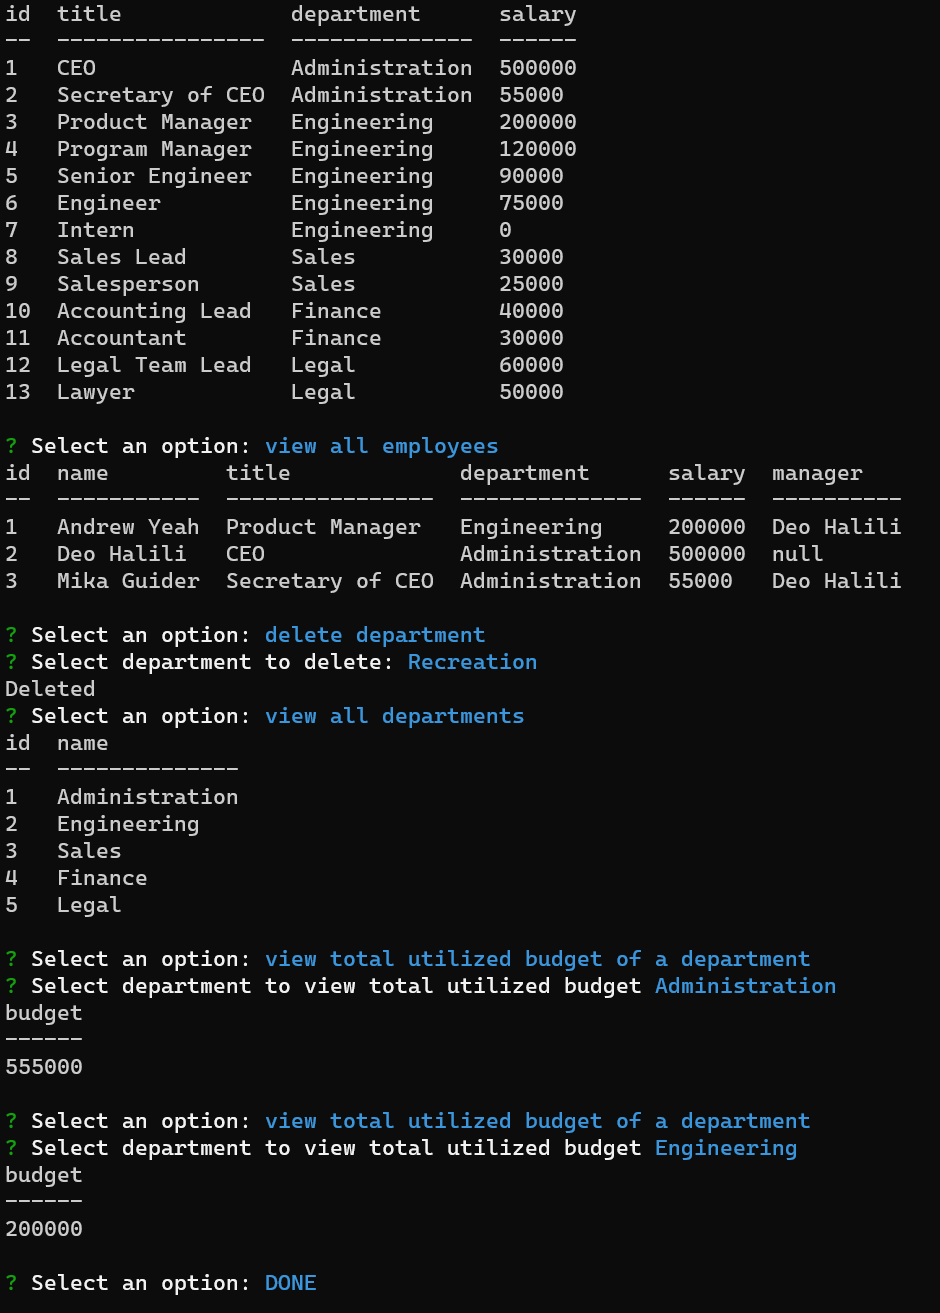 id  title             department      salary
--  ----------------  --------------  ------
1   CEO               Administration  500000
2   Secretary of CEO  Administration  55000
3   Product Manager   Engineering     200000
4   Program Manager   Engineering     120000
5   Senior Engineer   Engineering     90000
6   Engineer          Engineering     75000
7   Intern            Engineering     0
8   Sales Lead        Sales           30000
9   Salesperson       Sales           25000
10  Accounting Lead   Finance         40000
11  Accountant        Finance         30000
12  Legal Team Lead   Legal           60000
13  Lawyer            Legal           50000
? Select an option: view all employees
id  name         title             department      salary  manager
--  -----------  ----------------  --------------  ------  ----------
1   Andrew Yeah  Product Manager   Engineering     200000  Deo Halili
2   Deo Halili   CEO               Administration  500000  null
3   Mika Guider  Secretary of CEO  Administration  55000   Deo Halili
? Select an option: delete department
? Select department to delete: Recreation
Deleted
? Select an option: view all departments
id  name
--  --------------
1   Administration
2   Engineering
3   Sales
4   Finance
5   Legal
? Select an option: view total utilized budget of a department
? Select department to view total utilized budget Administration
budget
------
555000
? Select an option: view total utilized budget of a department
? Select department to view total utilized budget Engineering
budget
------
200000
? Select an option: DONE